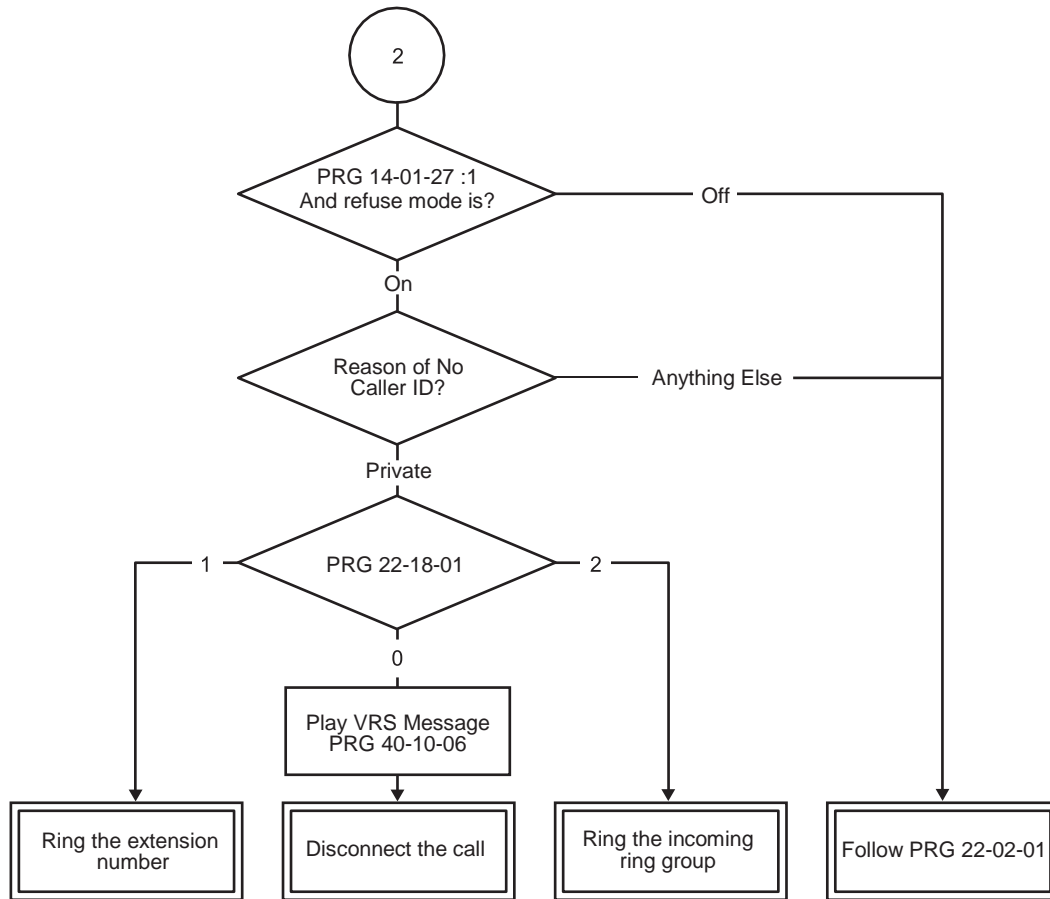 2
PRG 14-01-27 :1
And refuse mode is?
Off
On
Reason of No
Caller ID?
Anything Else
Private
1
PRG 22-18-01
2
0
Play VRS Message
PRG 40-10-06
Ring the extension
number
Disconnect the call
Ring the incoming
ring group
Follow PRG 22-02-01